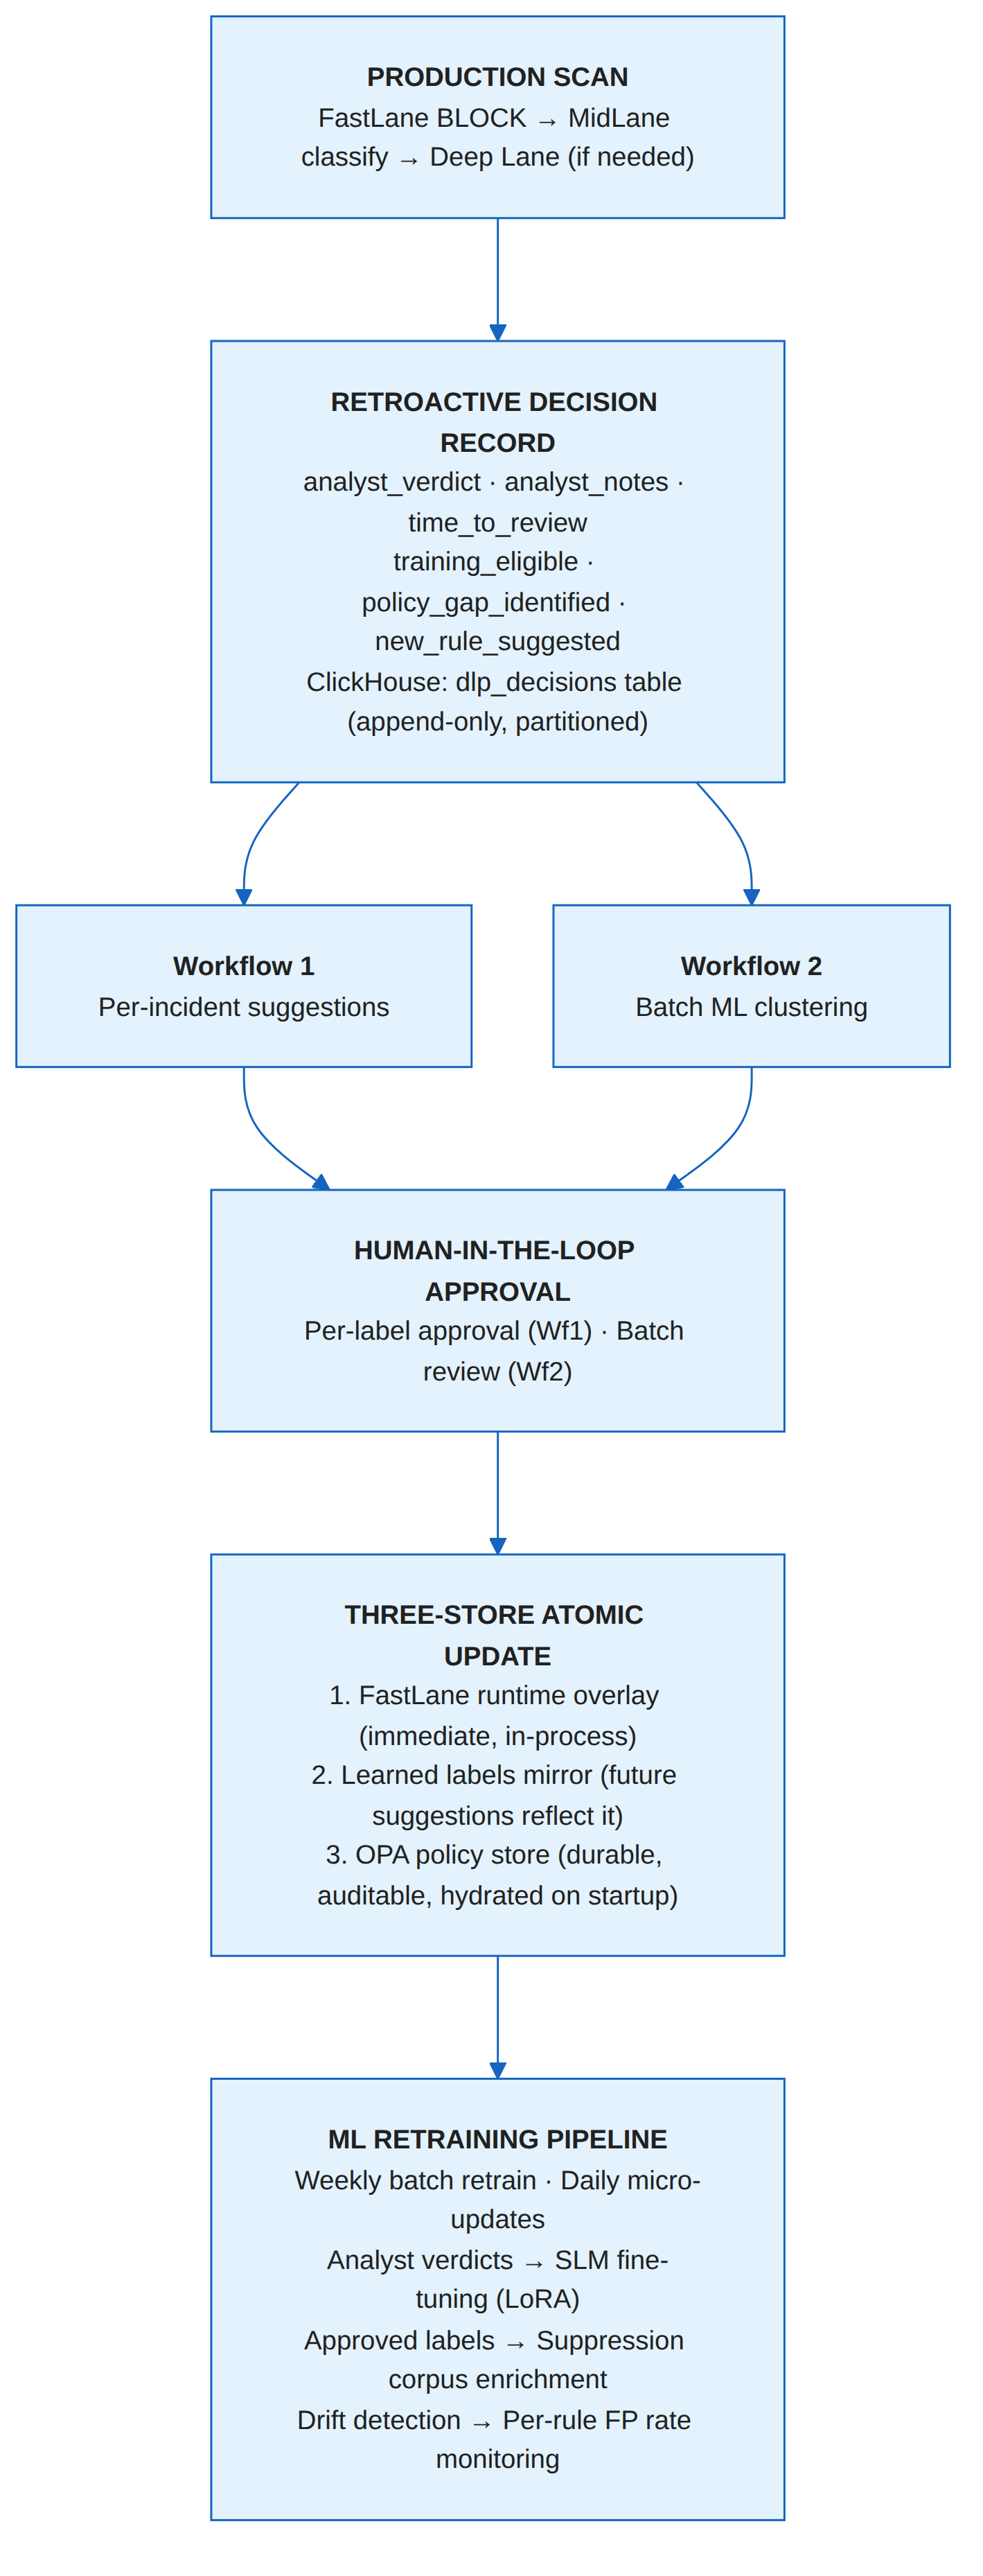 PRODUCTION SCAN
FastLane BLOCK → MidLane
classify → Deep Lane (if needed)
RETROACTIVE DECISION
RECORD
analyst_verdict · analyst_notes ·
time_to_review
training_eligible ·
policy_gap_identified ·
new_rule_suggested
ClickHouse: dlp_decisions table
(append-only, partitioned)
Workflow 1
Per-incident suggestions
Workflow 2
Batch ML clustering
HUMAN-IN-THE-LOOP
APPROVAL
Per-label approval (Wf1) · Batch
review (Wf2)
THREE-STORE ATOMIC
UPDATE
1. FastLane runtime overlay
(immediate, in-process)
2. Learned labels mirror (future
suggestions reflect it)
3. OPA policy store (durable,
auditable, hydrated on startup)
ML RETRAINING PIPELINE
Weekly batch retrain · Daily micro-
updates
Analyst verdicts → SLM fine-
tuning (LoRA)
Approved labels → Suppression
corpus enrichment
Drift detection → Per-rule FP rate
monitoring